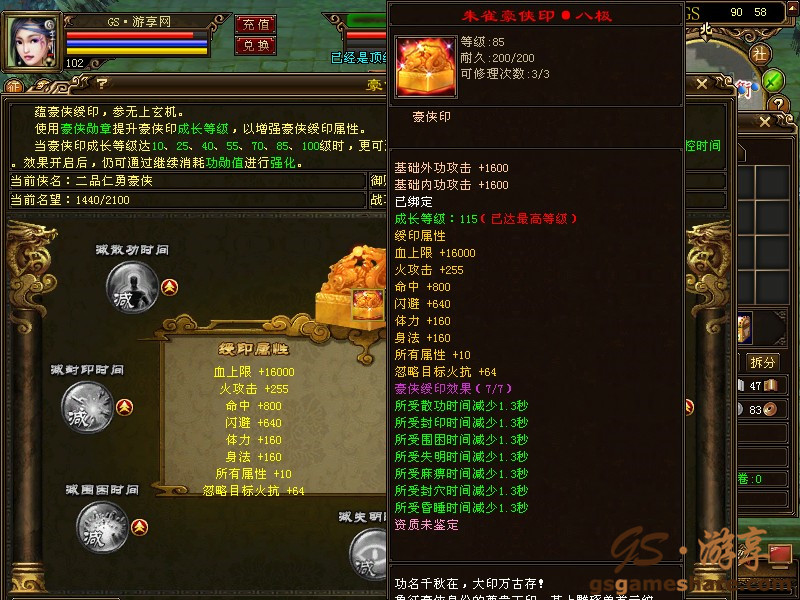 GS·游享网
102
充值
兑换
已经是顶
蕴豪侠绶印，参无上玄机。
使用豪侠勋章提升豪侠印成长等级，以增强豪侠绶印属性。
当豪侠印成长等级达10、25、40、55、70、85、100级时，更可
。效果开启后，仍可通过继续消耗功勋值进行强化。
当前侠名：二品仁勇豪侠
当前名望：1440/2100
减散功时间
减
减封印时间
减
减围困时间
减
减失明
减
绶印属性
血上限 +16000
火攻击 +255
命中 +800
闪避 +640
体力 +160
身法 +160
所有属性 +10
忽略目标火抗 +64
朱雀豪侠印●八极
等级:85
耐久:200/200
可修理次数:3/3
豪侠印
基础外功攻击 +1600
基础内功攻击 +1600
已绑定
成长等级：115(已达最高等级)
绶印属性
血上限 +16000
火攻击 +255
命中 +800
闪避 +640
体力 +160
身法 +160
所有属性 +10
忽略目标火抗 +64
豪侠绶印效果(7/7)
所受散功时间减少1.3秒
所受封印时间减少1.3秒
所受围困时间减少1.3秒
所受失明时间减少1.3秒
所受麻痹时间减少1.3秒
所受封穴时间减少1.3秒
所受昏睡时间减少1.3秒
资质未鉴定
功名千秋在，大印万古存!
GS
90 58
北
社
控时间
拆分
47
83
卷:0
GS·游享
gsgameshare.com